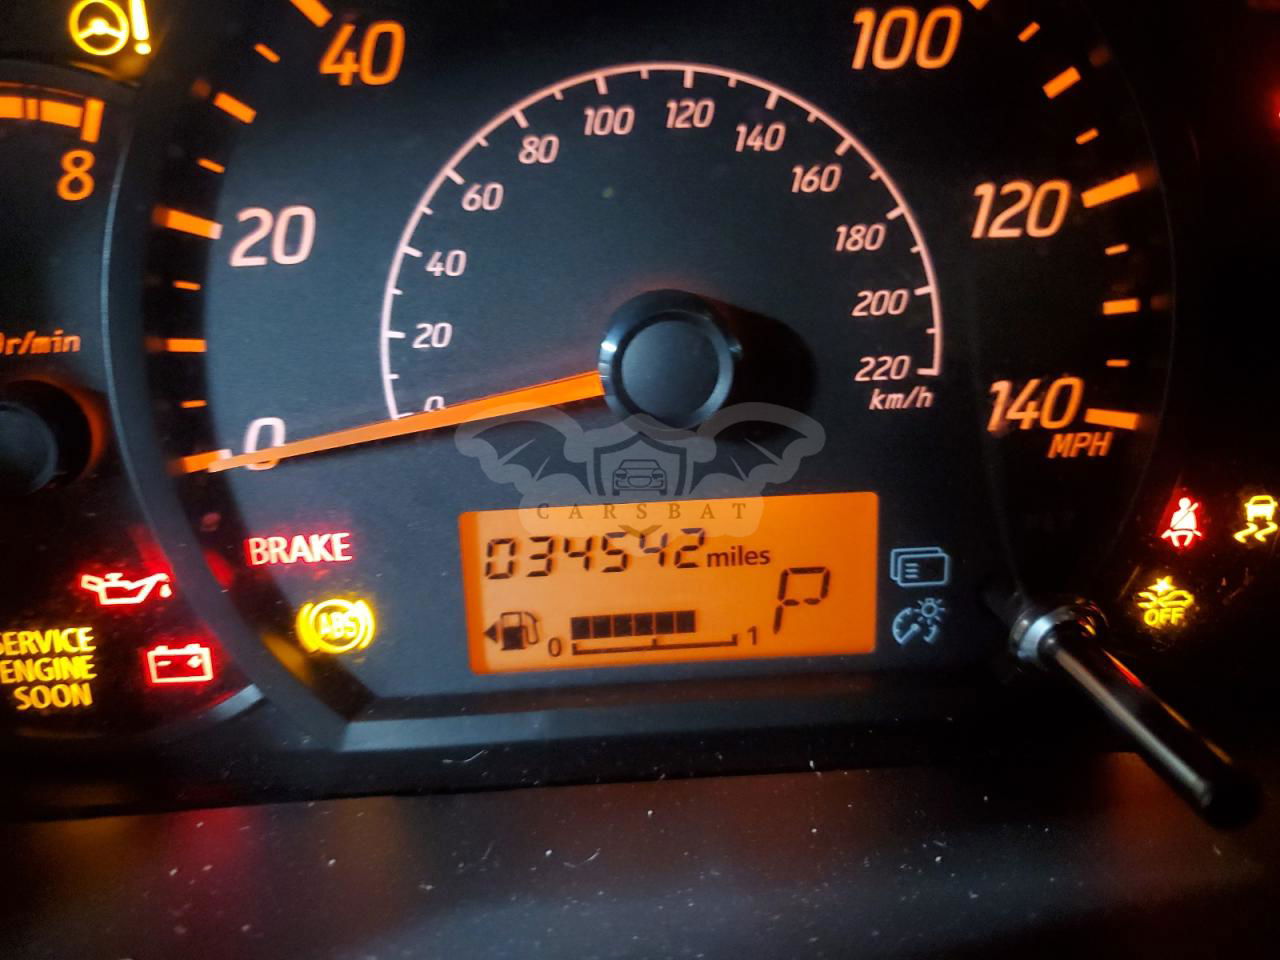 40
100
8
20
0r/min
0
0
20
40
60
80
100
120
140
160
180
200
220
km/h
120
140
MPH
CARSBAT
BRAKE
ABS
SERVICE
ENGINE
SOON
034542 miles
P
0 1
OFF